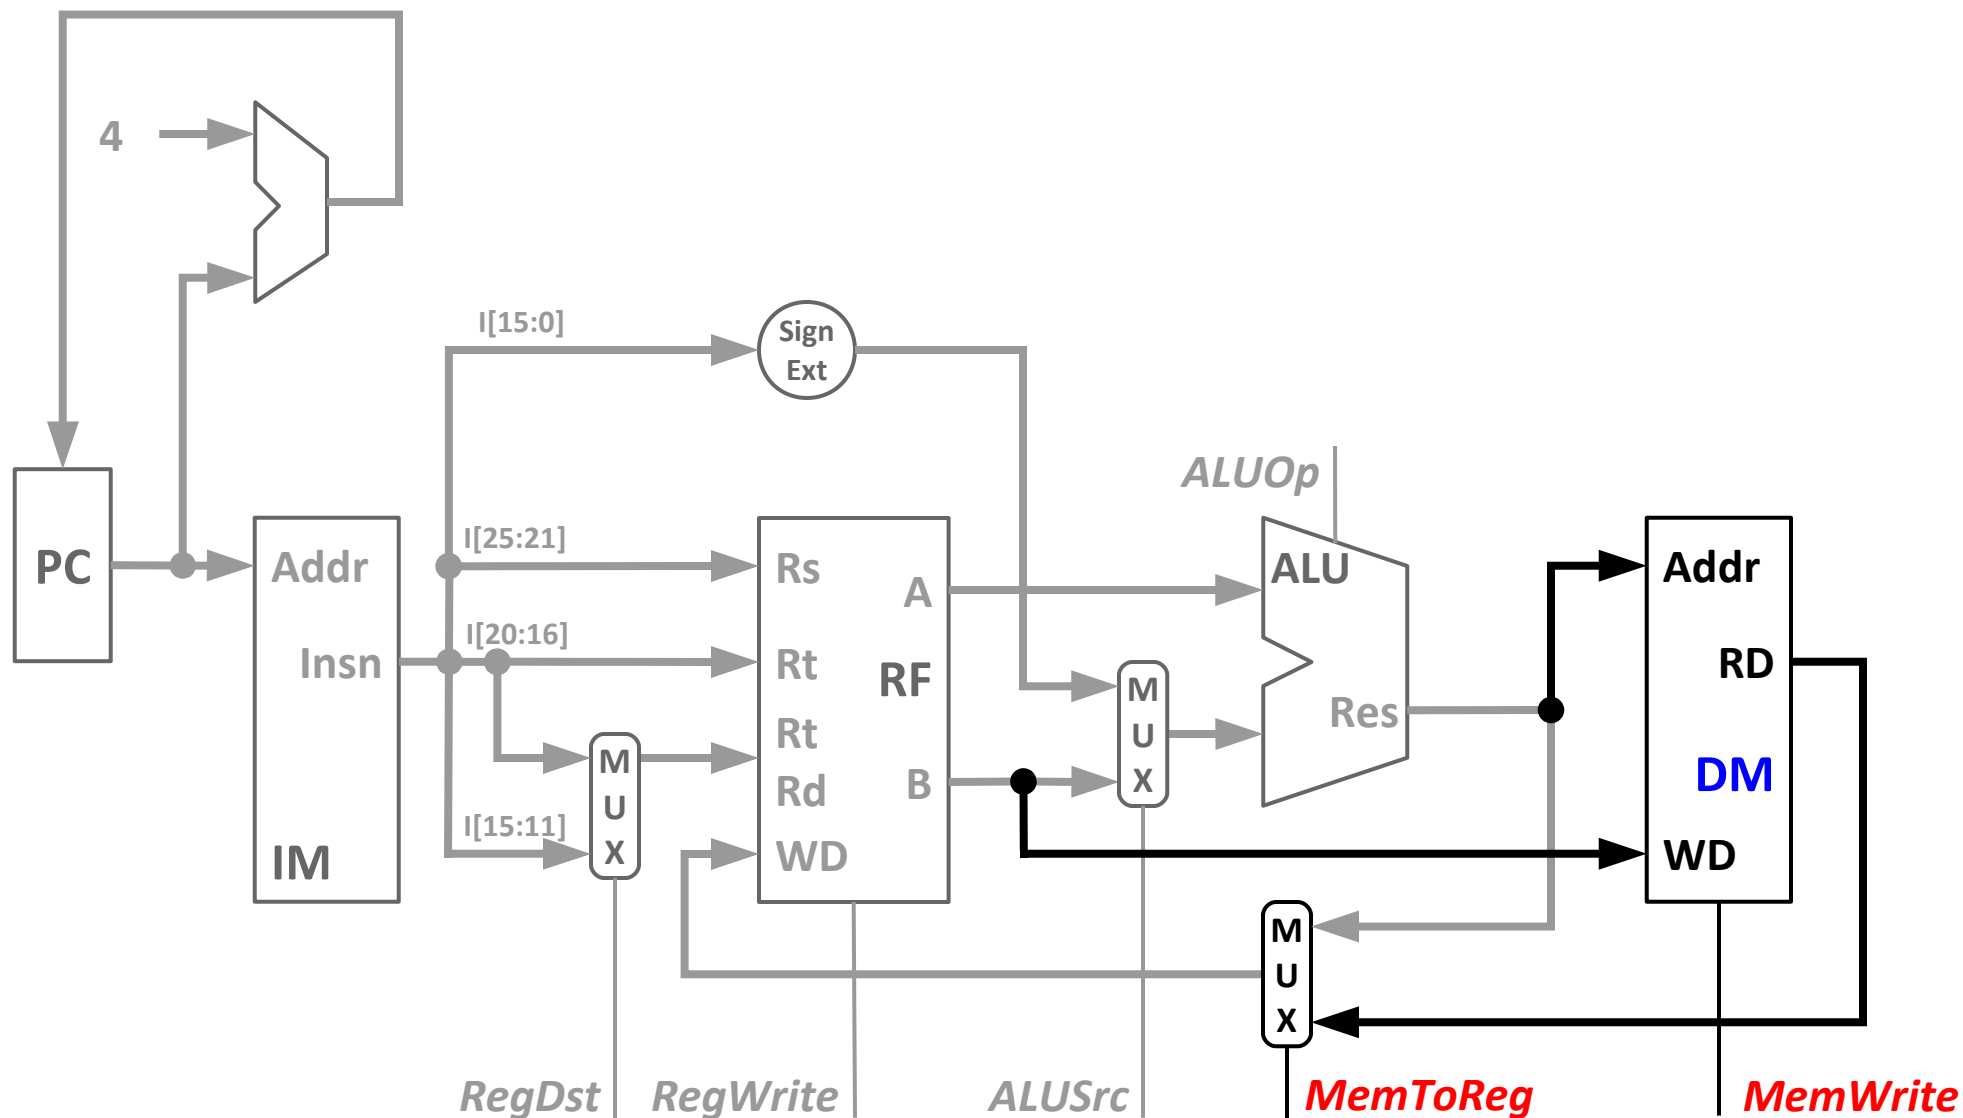 4
I[15:0]
Sign
Ext
ALUOp
PC
Addr
Insn
IM
I[25:21]
I[20:16]
I[15:11]
M
U
X
Rs
Rt
Rt
Rd
WD
A
RF
B
M
U
X
ALU
Res
Addr
RD
DM
WD
M
U
X
RegDst
RegWrite
ALUSrc
MemToReg
MemWrite